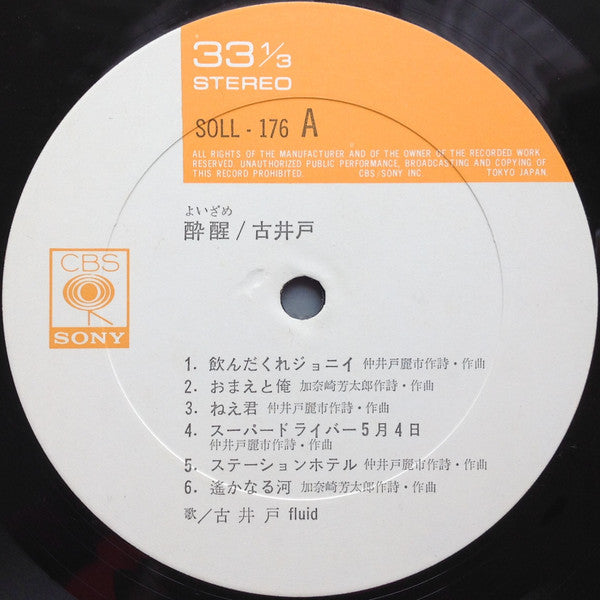 33 1/3
STEREO
SOLL - 176 A
ALL RIGHTS OF THE MANUFACTURER AND OF THE OWNER OF THE RECORDED WORK
RESERVED. UNAUTHORIZED PUBLIC PERFORMANCE, BROADCASTING AND COPYING OF
THIS RECORD PROHIBITED. CBS/SONY INC. TOKYO JAPAN.
よいざめ
酔醒/古井戸
CBS
SONY
1. 飲んだくれジョニイ 仲井戸麗市作詩・作曲
2. おまえと俺 加奈崎芳太郎作詩・作曲
3. ねえ君 仲井戸麗市作詩・作曲
4. スーパードライバー5月4日
仲井戸麗市作詩・作曲
5. ステーションホテル 仲井戸麗市作詩・作曲
6. 遙かなる河 加奈崎芳太郎作詩・作曲
歌/古井戸 fluid